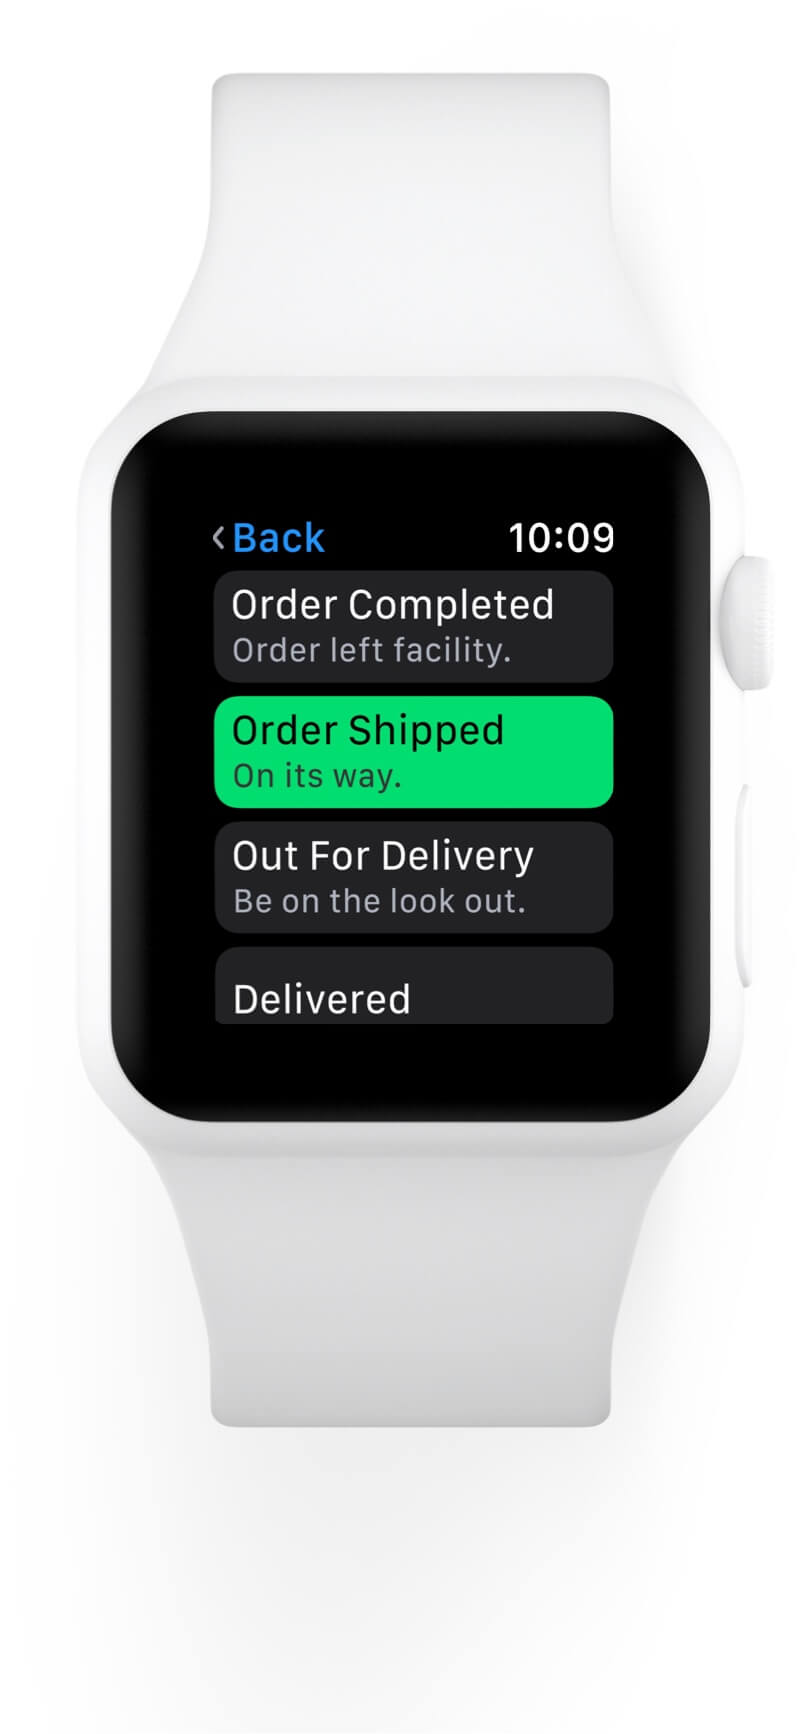 Back 10:09
Order Completed
Order left facility.
Order Shipped
On its way.
Out For Delivery
Be on the look out.
Delivered